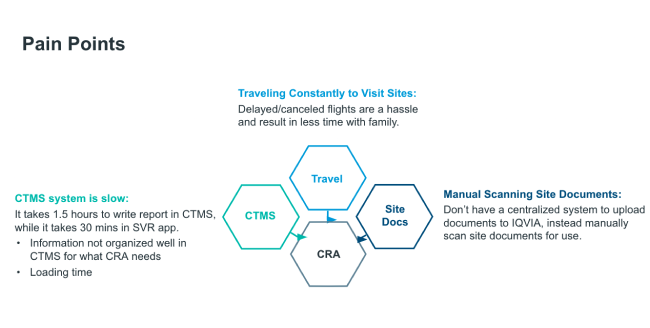 Pain Points
Traveling Constantly to Visit Sites:
Delayed/canceled flights are a hassle
and result in less time with family.
Travel
CTMS system is slow:
It takes 1.5 hours to write report in CTMS,
while it takes 30 mins in SVR app.
• Information not organized well in
CTMS for what CRA needs
• Loading time
CTMS
Site
Docs
CRA
Manual Scanning Site Documents:
Don't have a centralized system to upload
documents to IQVIA, instead manually
scan site documents for use.